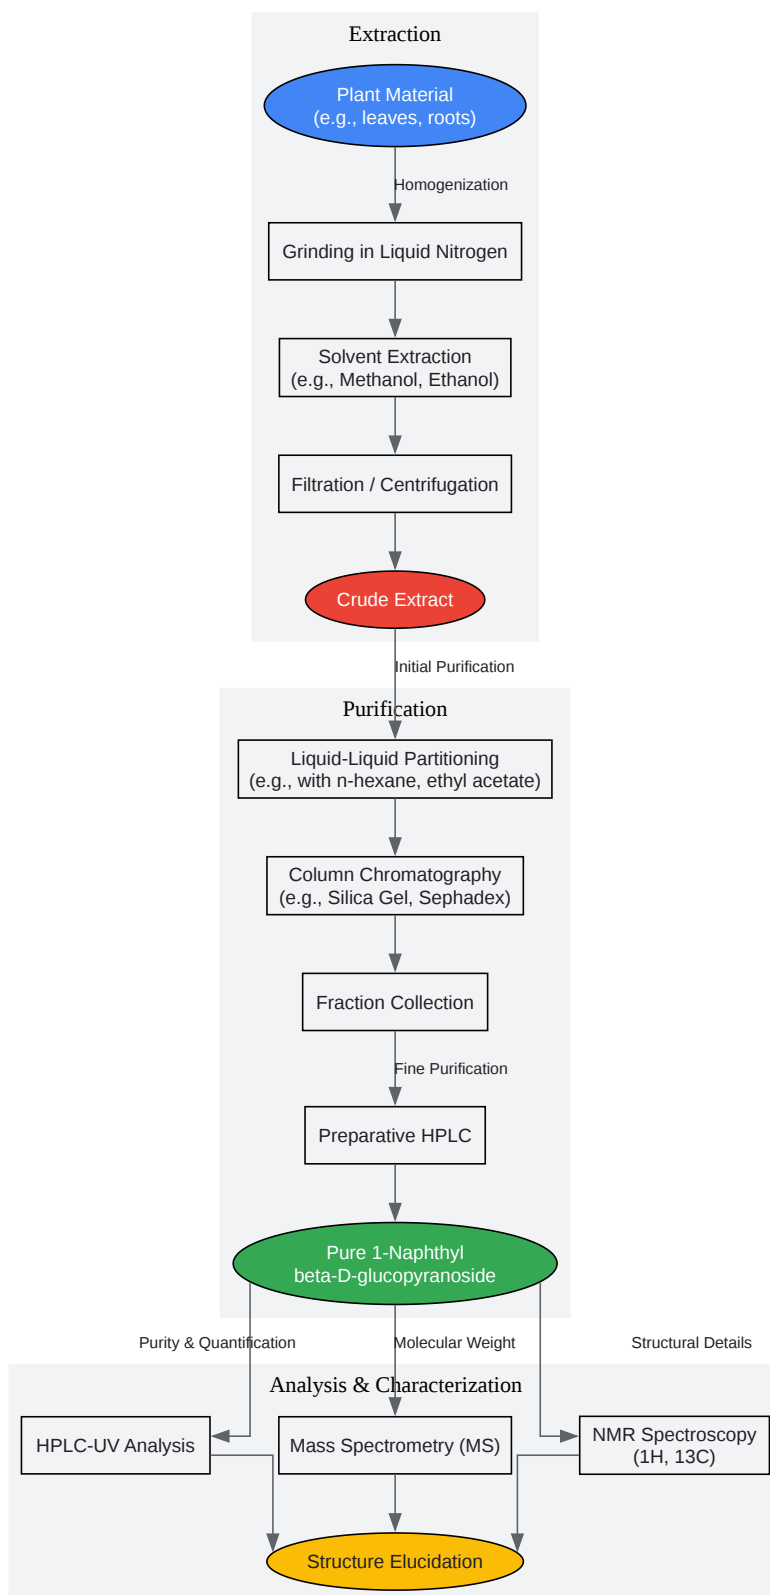 Extraction
Plant Material
(e.g., leaves, roots)
Homogenization
Grinding in Liquid Nitrogen
Solvent Extraction
(e.g., Methanol, Ethanol)
Filtration / Centrifugation
Crude Extract
Initial Purification
Purification
Liquid-Liquid Partitioning
(e.g., with n-hexane, ethyl acetate)
Column Chromatography
(e.g., Silica Gel, Sephadex)
Fraction Collection
Fine Purification
Preparative HPLC
Pure 1-Naphthyl
beta-D-glucopyranoside
Purity & Quantification
Molecular Weight
Structural Details
Analysis & Characterization
HPLC-UV Analysis
Mass Spectrometry (MS)
NMR Spectroscopy
(1H, 13C)
Structure Elucidation